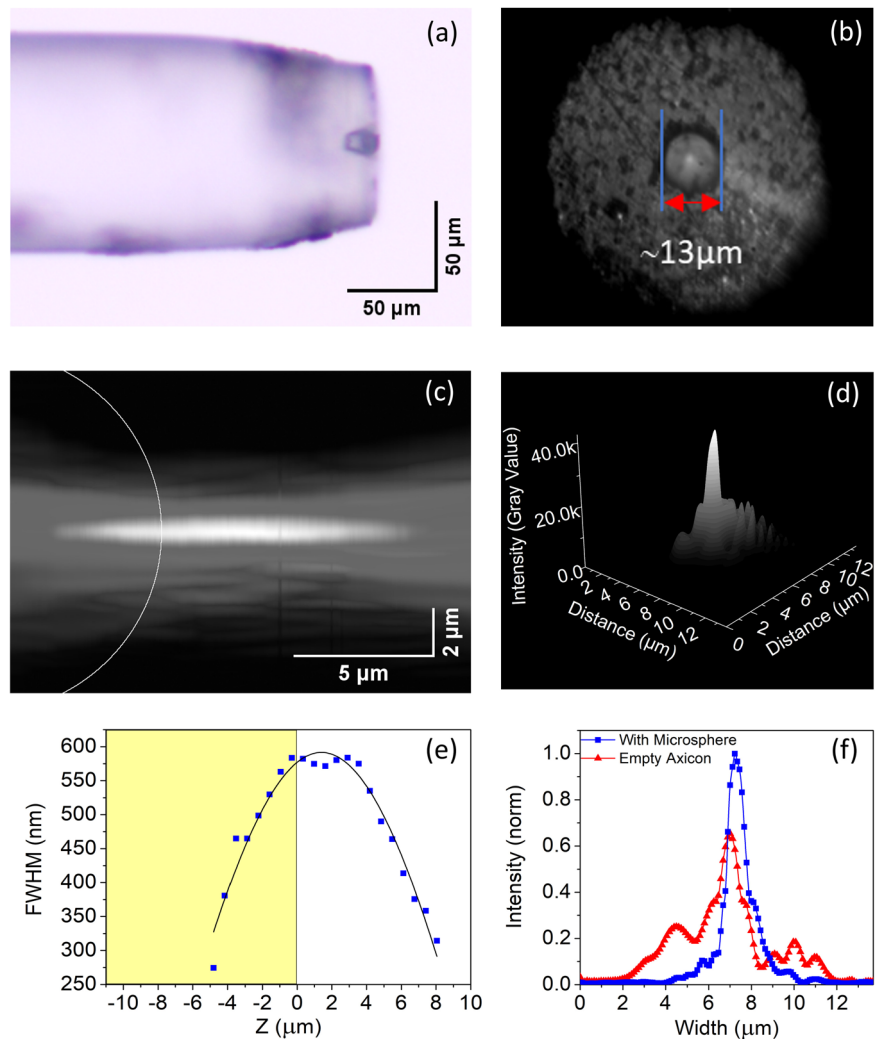 (a)
50 µm
50 µm
(b)
~13µm
(c)
2 µm
5 µm
(d)
Intensity (Gray Value)
40.0k
20.0k
0.0
2 4 6 8 10 12
Distance (µm)
0 2 4 6 8 10 12
Distance (µm)
(e)
FWHM (nm)
600
550
500
450
400
350
300
250
-10 -8 -6 -4 -2 0 2 4 6 8 10
Z (µm)
(f)
With Microsphere
Empty Axicon
Intensity (norm)
1.0
0.8
0.6
0.4
0.2
0.0
0 2 4 6 8 10 12
Width (µm)